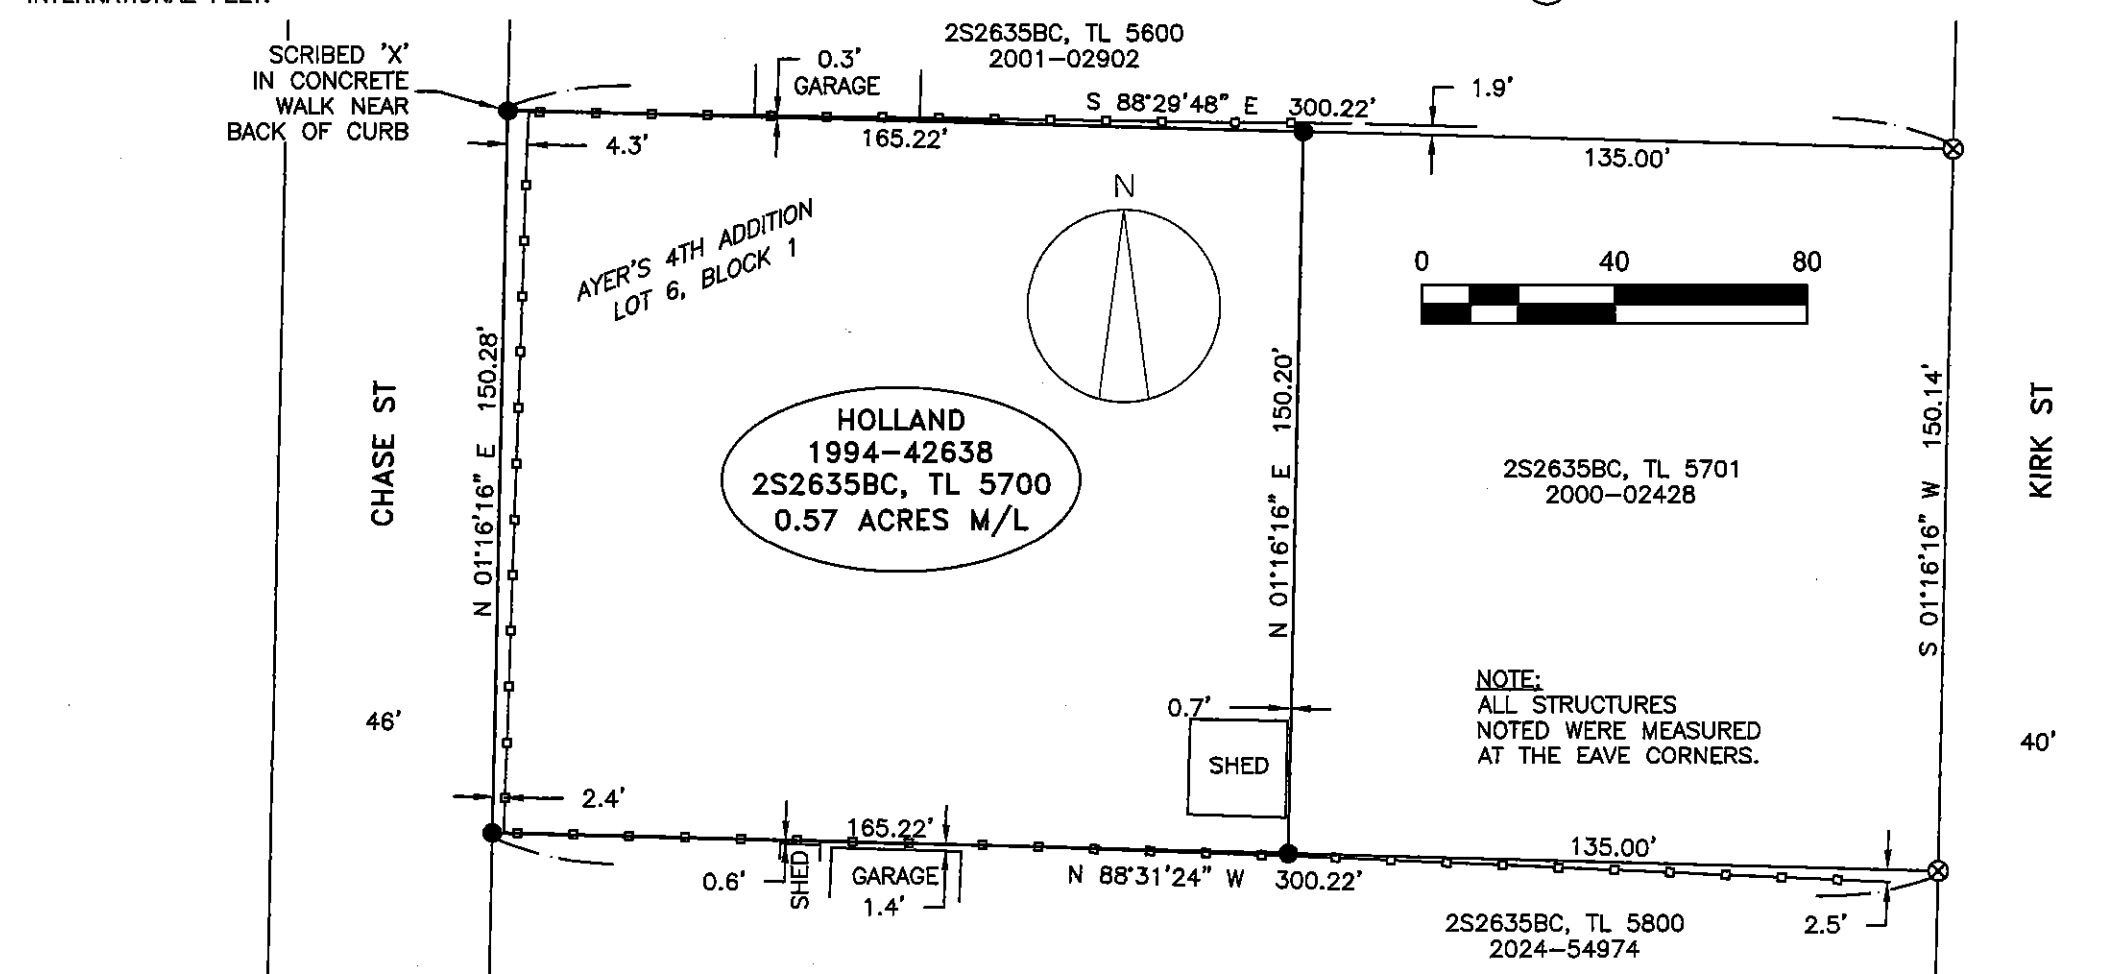 2S2635BC, TL 5600
2001-02902
SCRIBED 'X'
IN CONCRETE
WALK NEAR
BACK OF CURB
0.3'
GARAGE
S 88°29'48" E 300.22'
1.9'
4.3'
165.22'
135.00'
N
AYER'S 4TH ADDITION
LOT 6, BLOCK 1
0 40 80
CHASE ST
N 01°16'16" E 150.28'
HOLLAND
1994-42638
2S2635BC, TL 5700
0.57 ACRES M/L
N 01°16'16" E 150.20'
2S2635BC, TL 5701
2000-02428
S 01°16'16" W 150.14'
KIRK ST
NOTE:
ALL STRUCTURES
NOTED WERE MEASURED
AT THE EAVE CORNERS.
46'
0.7'
SHED
40'
2.4'
165.22'
135.00'
0.6'
SHED
GARAGE
1.4'
N 88°31'24" W 300.22'
2S2635BC, TL 5800
2024-54974
2.5'